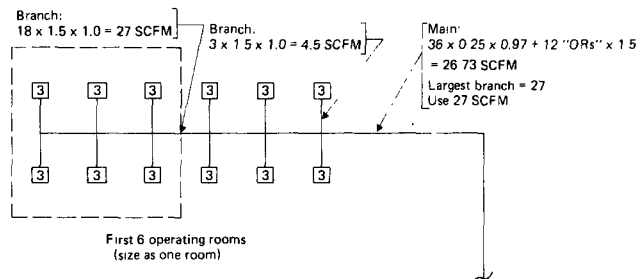 Branch:
18 x 1.5 x 1.0 = 27 SCFM
Branch.
3 x 1 5 x 1.0 = 4.5 SCFM
Main:
36 x 0 25 x 0.97 + 12 "ORs" x 1.5
= 26 73 SCFM
Largest branch = 27
Use 27 SCFM
3 3 3 3 3 3
3 3 3 3 3 3
First 6 operating rooms
(size as one room)